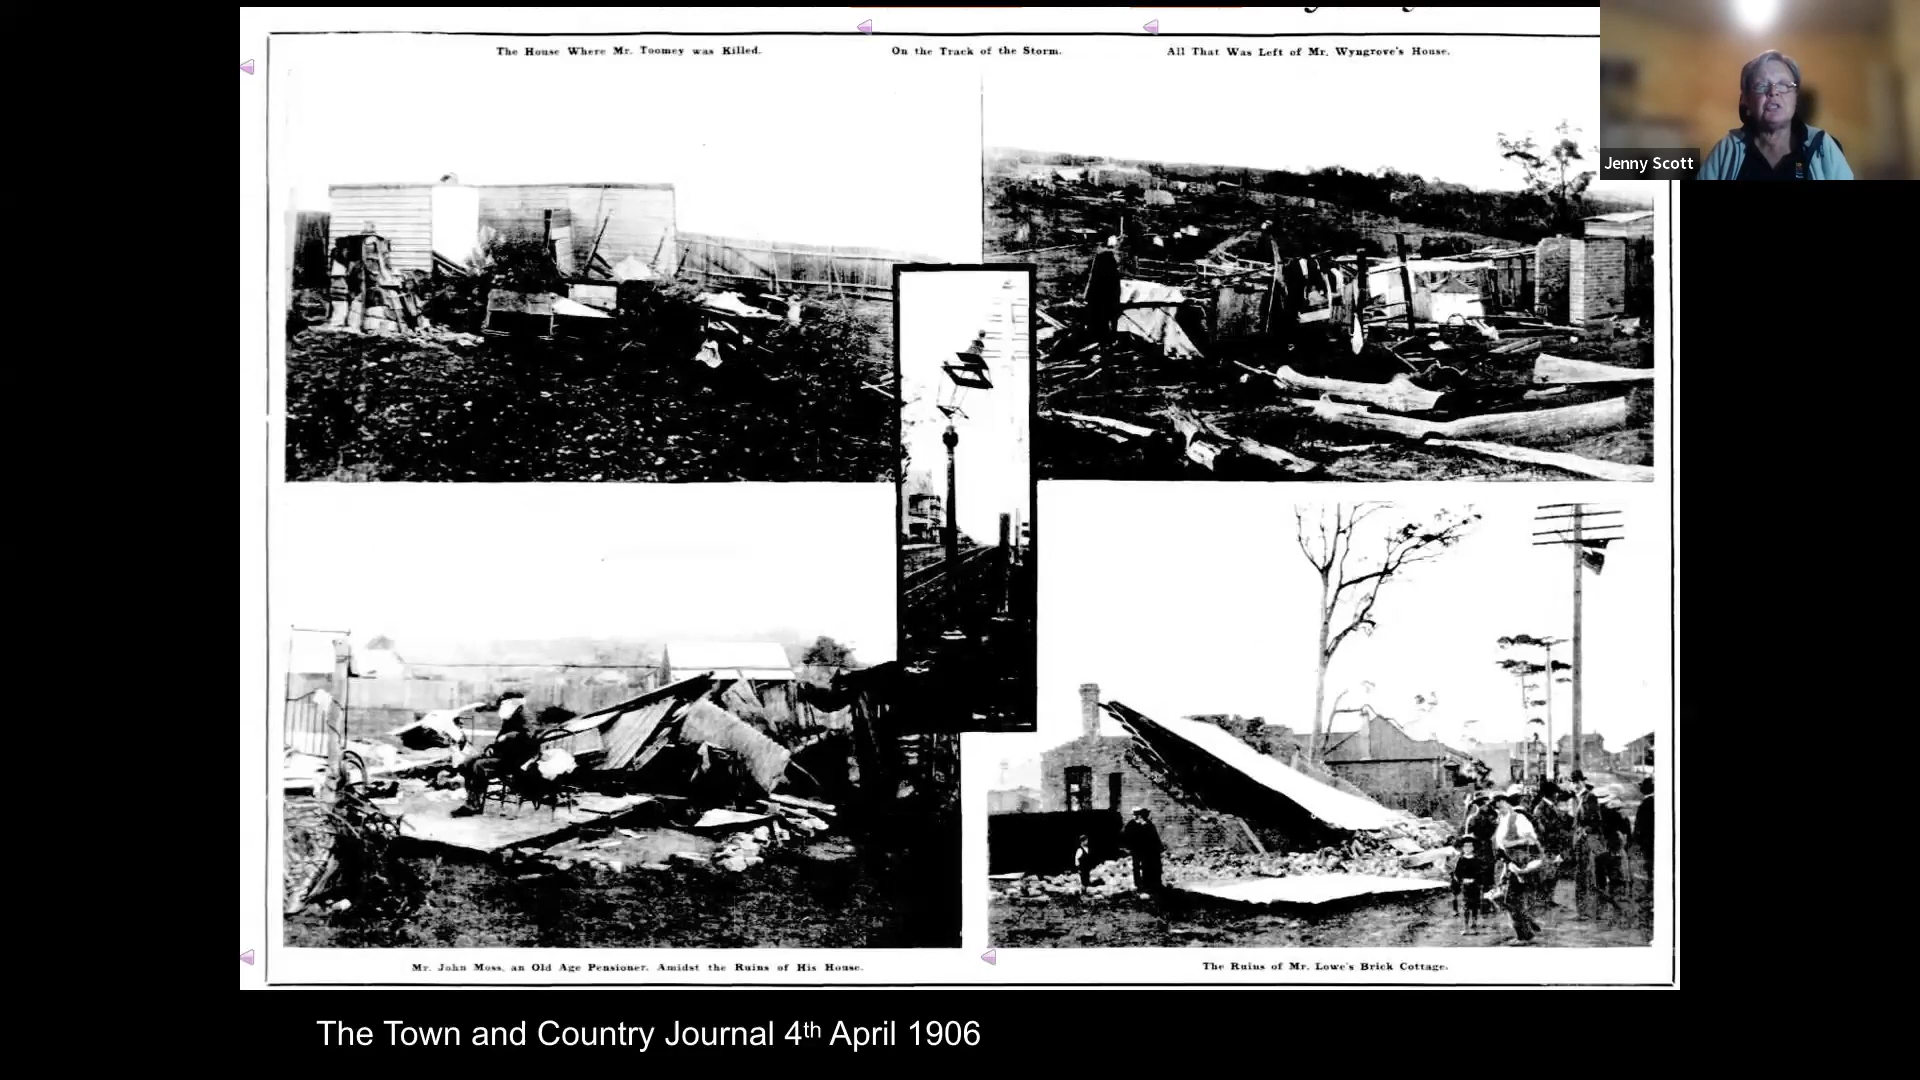 The House Where Mr. Toomey was Killed.
On the Track of the Storm.
All That Was Left of Mr. Wyngrove's House.
Jenny Scott
Mr. John Moss, an Old Age Pensioner, Amidst the Ruins of His House.
The Ruins of Mr. Lowe's Brick Cottage.
The Town and Country Journal 4th April 1906